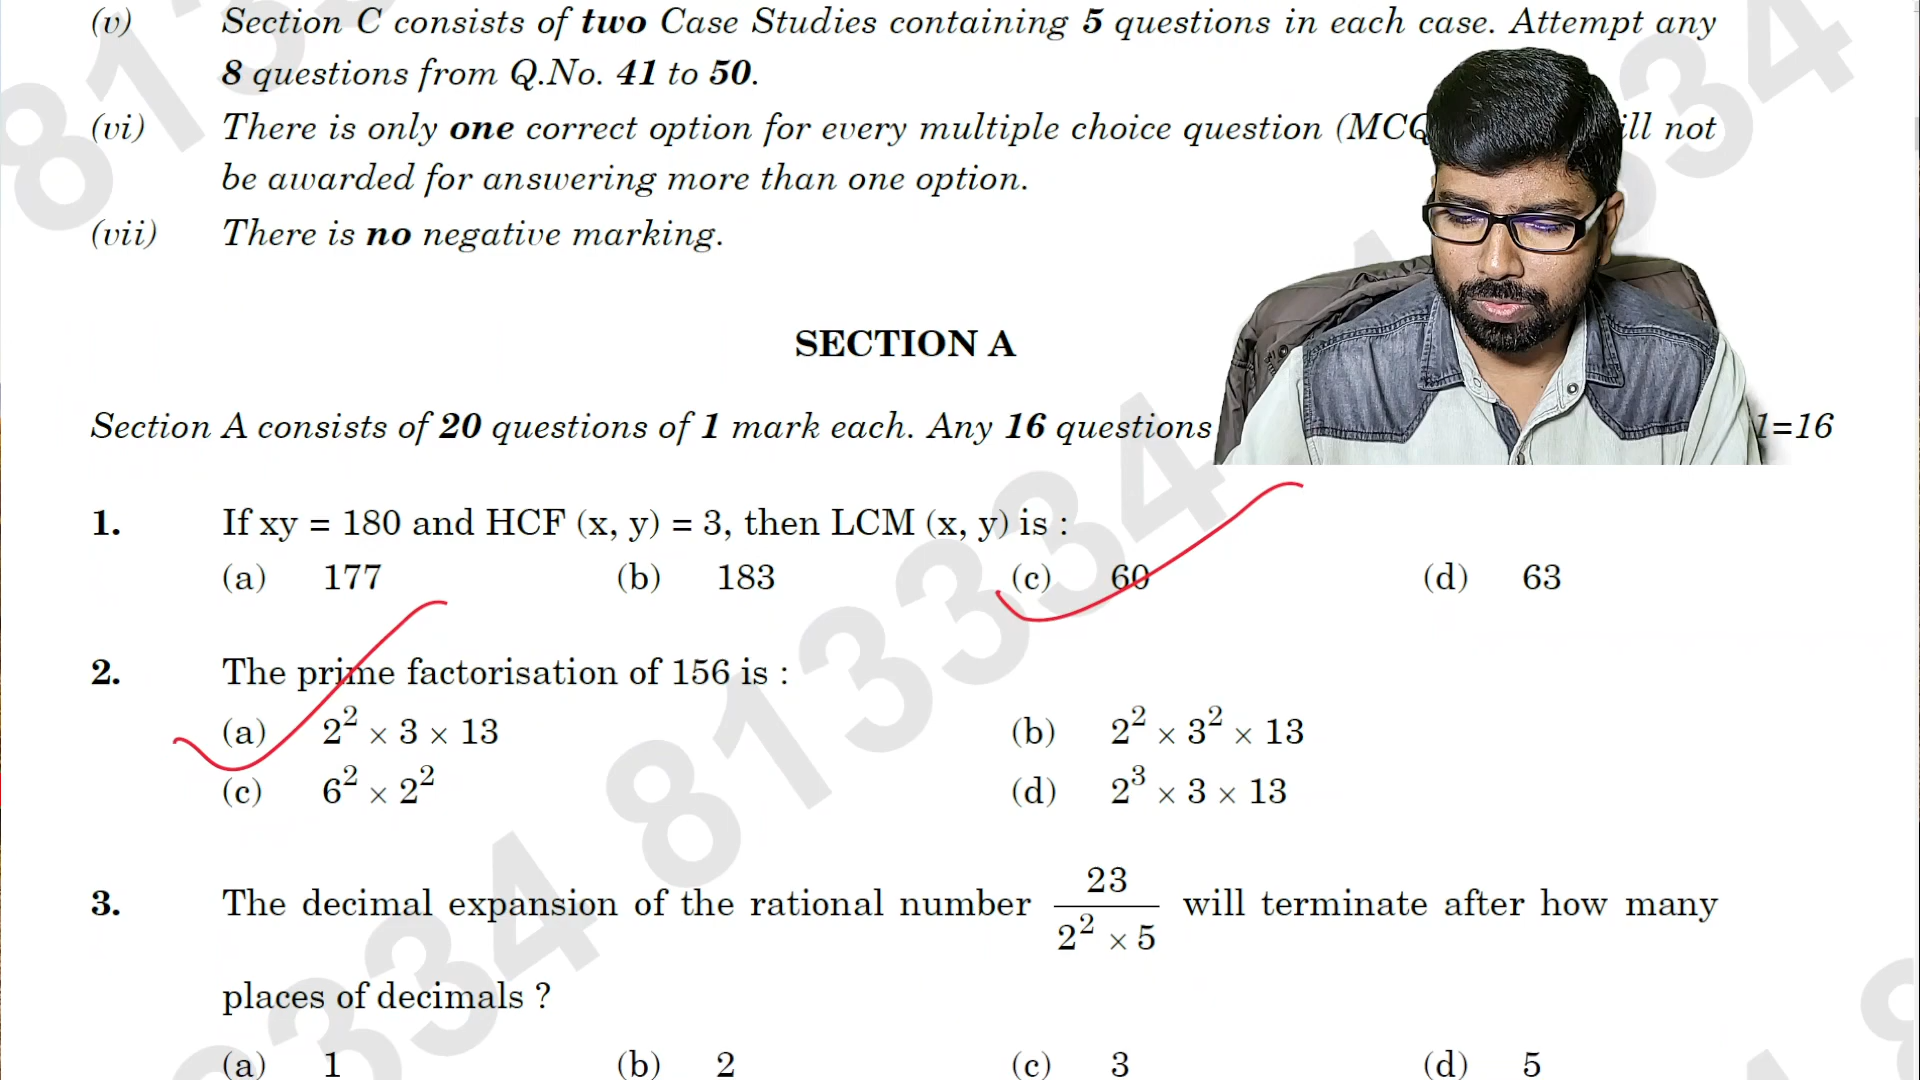 (v) Section C consists of two Case Studies containing 5 questions in each case. Attempt any
8 questions from Q.No. 41 to 50.
(vi) There is only one correct option for every multiple choice question (MCQ ill not
be awarded for answering more than one option.
(vii) There is no negative marking.
SECTION A
Section A consists of 20 questions of 1 mark each. Any 16 questions 1=16
1. If xy = 180 and HCF (x, y) = 3, then LCM (x, y) is :
(a) 177 (b) 183 (c) 60 (d) 63
2. The prime factorisation of 156 is :
(a) 2² × 3 × 13 (b) 2² × 3² × 13
(c) 6² × 2² (d) 2³ × 3 × 13
3. The decimal expansion of the rational number 23 / 2² × 5 will terminate after how many
places of decimals ?
(a) 1 (b) 2 (c) 3 (d) 5
81334